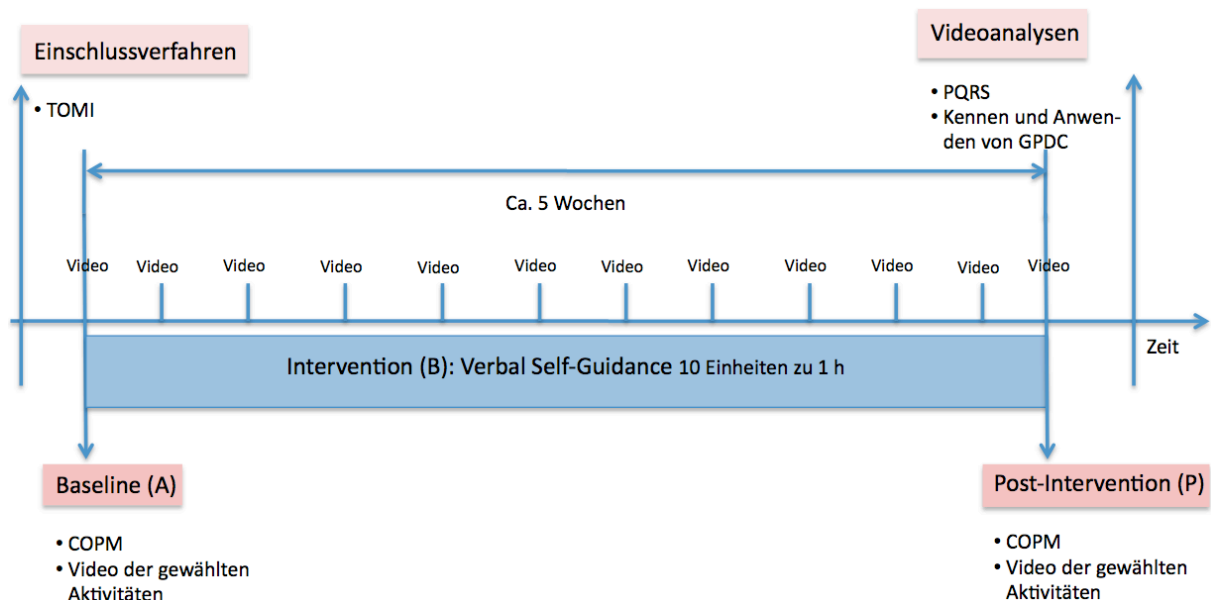 Einschlussverfahren
• TOMI
Videoanalysen
• PQRS
• Kennen und Anwen-
den von GPDC
Ca. 5 Wochen
Video Video Video Video Video Video Video Video Video Video Video Video
Zeit
Intervention (B): Verbal Self-Guidance 10 Einheiten zu 1 h
Baseline (A)
• COPM
• Video der gewählten
Aktivitäten
Post-Intervention (P)
• COPM
• Video der gewählten
Aktivitäten